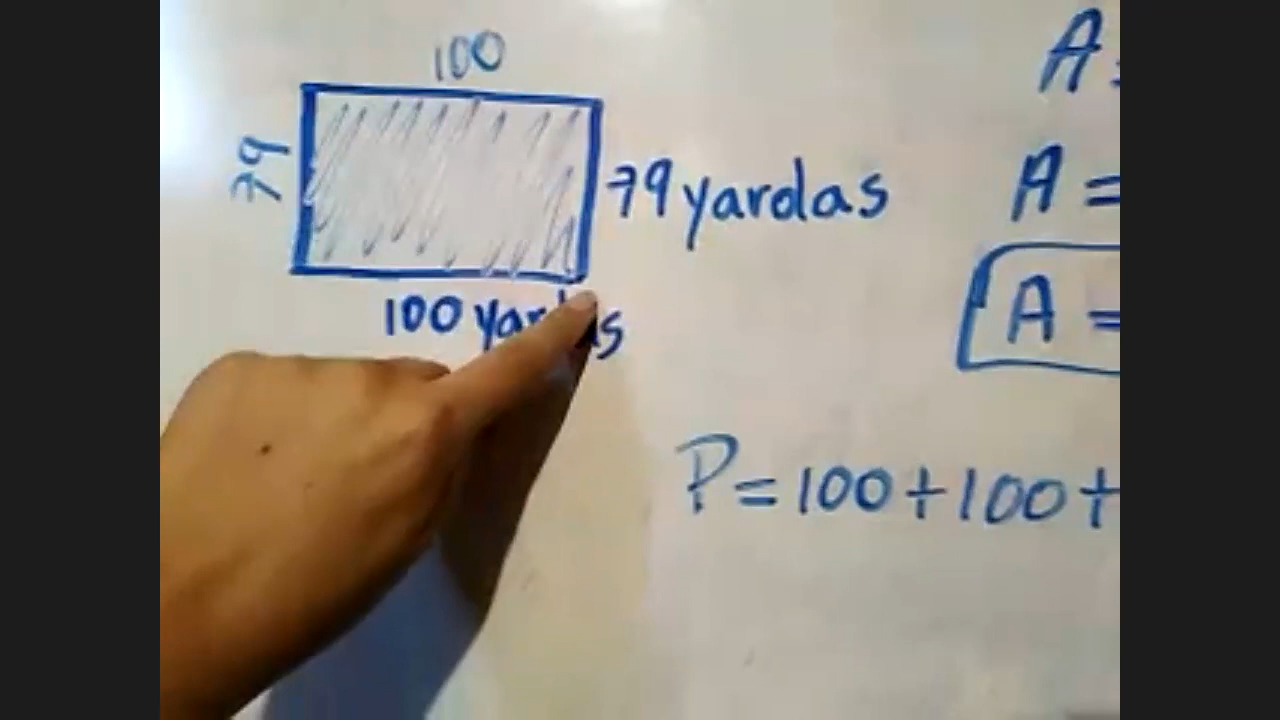 100
79
79 yardas
100 yardas
A =
A =
A =
P = 100 + 100 +